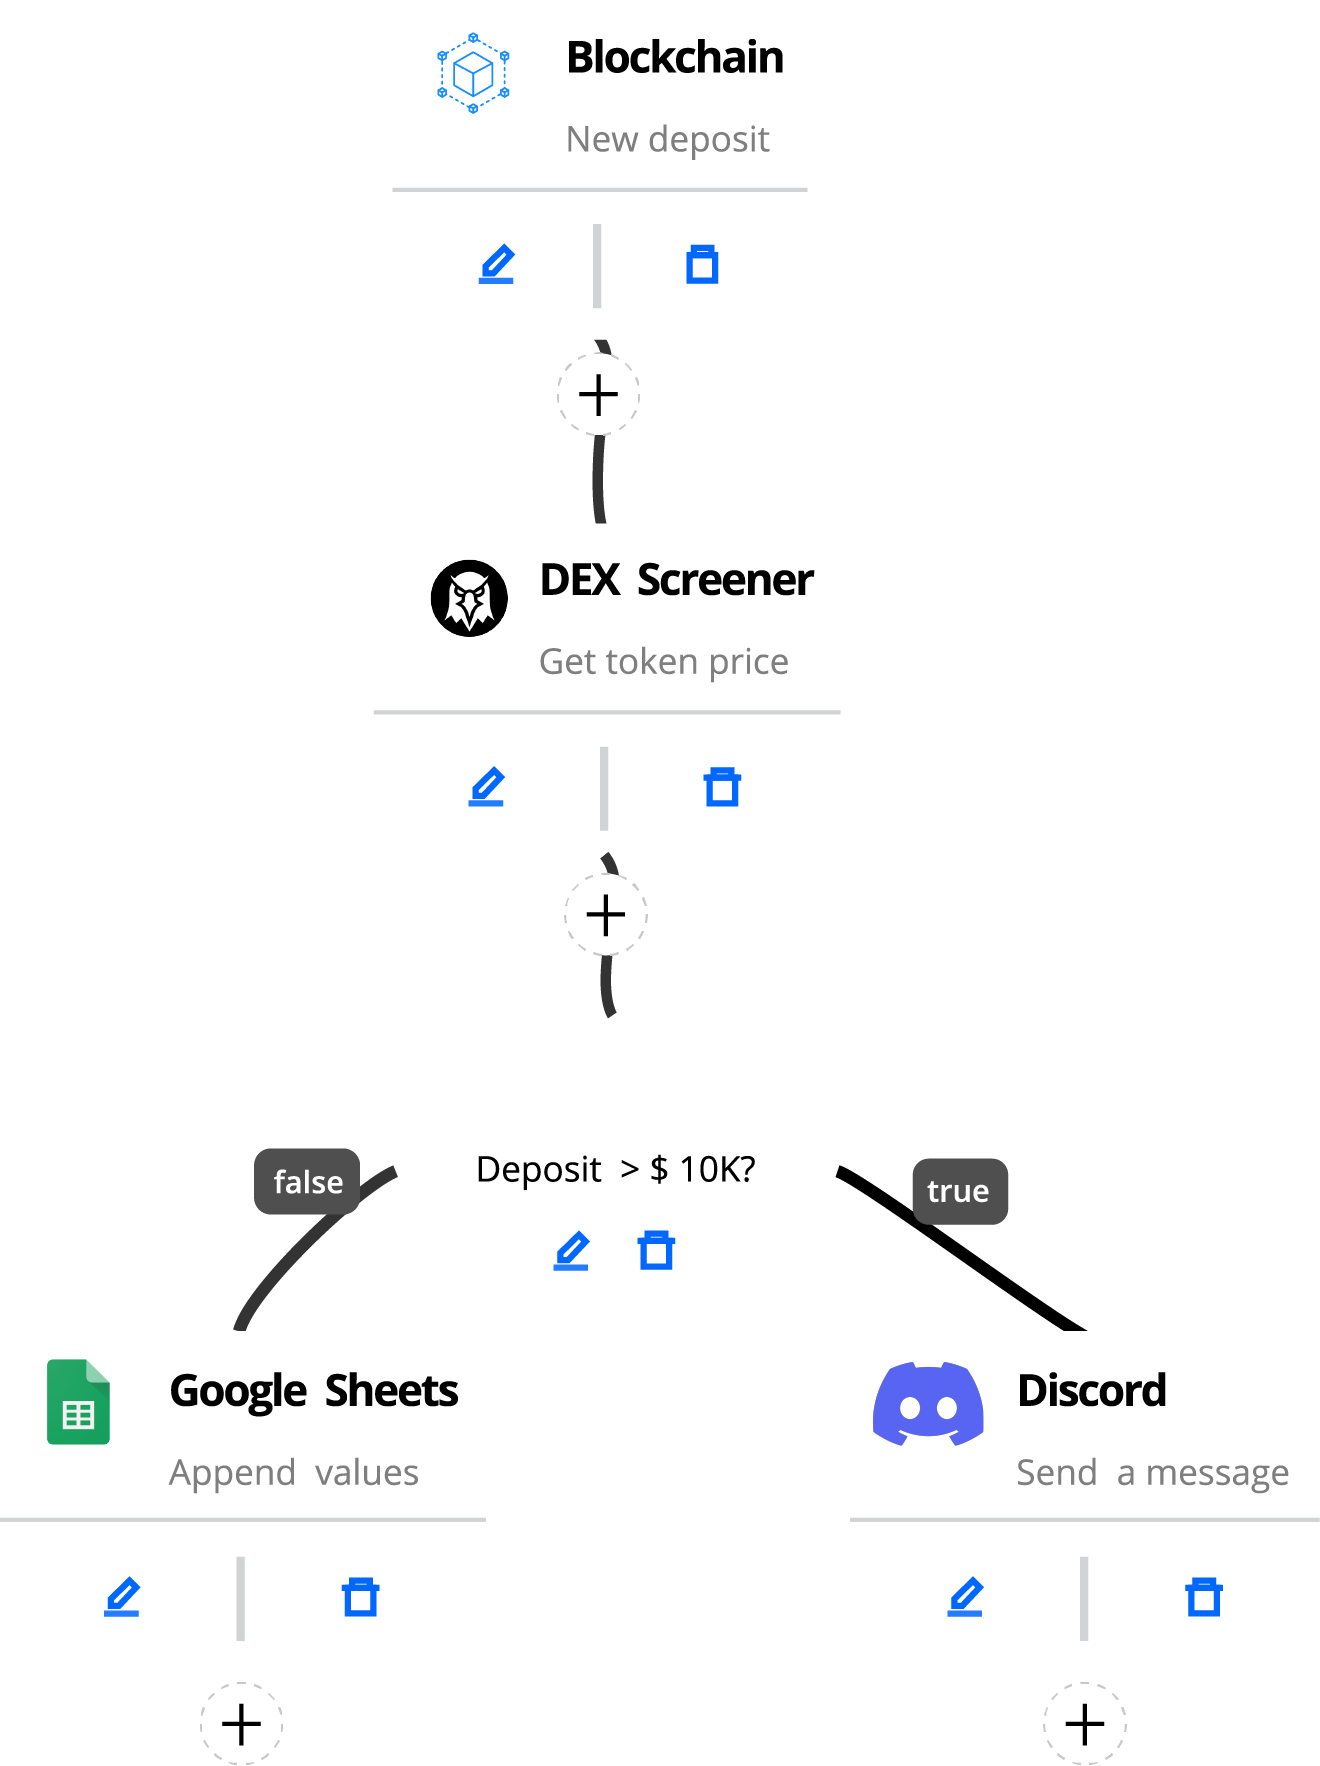 Blockchain
New deposit
DEX Screener
Get token price
Deposit > $ 10K?
false
true
Google Sheets
Append values
Discord
Send a message